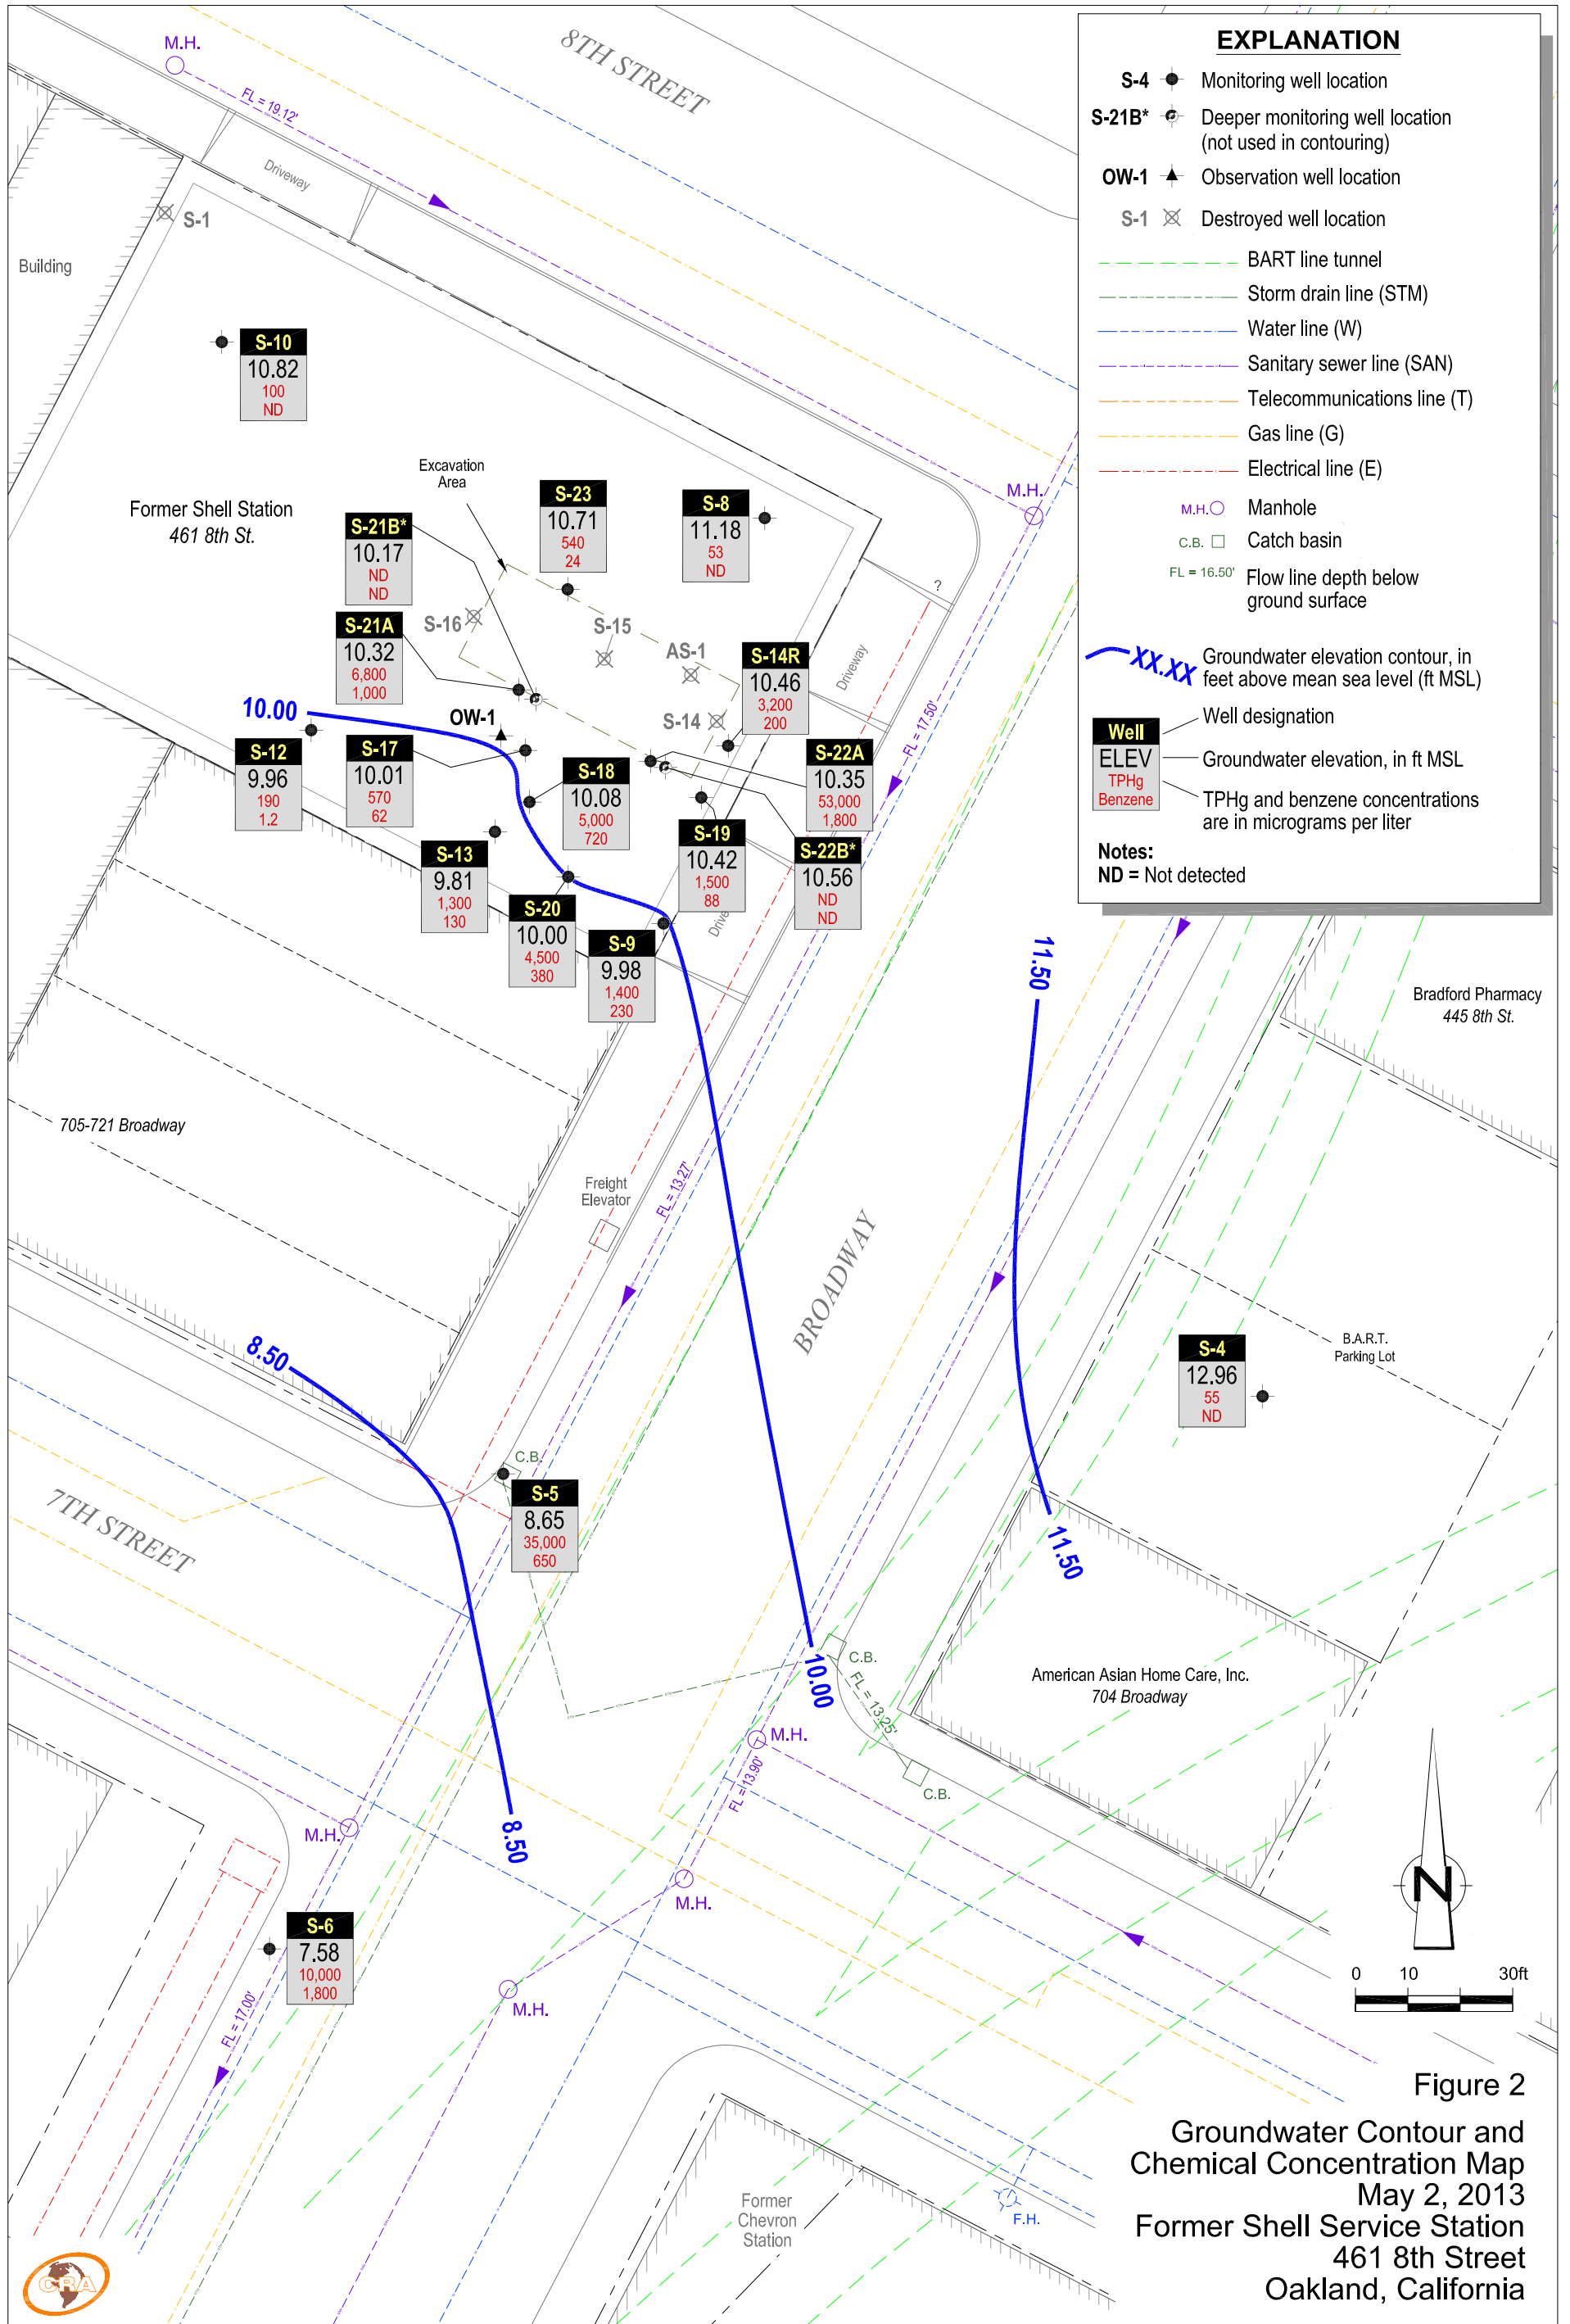 M.H.
FL = 19.12'
8TH STREET
Driveway
S-1
Building
S-10
10.82
100
ND
Former Shell Station
461 8th St.
Excavation
Area
S-23
10.71
540
24
S-8
11.18
53
ND
M.H.
?
S-21B*
10.17
ND
ND
S-16
S-15
AS-1
S-21A
10.32
6,800
1,000
S-14R
10.46
3,200
200
Driveway
S-14
FL = 17.50'
10.00
OW-1
S-12
9.96
190
1.2
S-17
10.01
570
62
S-18
10.08
5,000
720
S-22A
10.35
53,000
1,800
S-13
9.81
1,300
130
S-19
10.42
1,500
88
S-22B*
10.56
ND
ND
S-20
10.00
4,500
380
S-9
9.98
1,400
230
Drive
11.50
Bradford Pharmacy
445 8th St.
705-721 Broadway
Freight
Elevator
FL = 13.27'
BROADWAY
8.50
S-4
12.96
55
ND
B.A.R.T.
Parking Lot
C.B.
S-5
8.65
35,000
650
7TH STREET
11.50
10.00
C.B.
FL = 13.25'
American Asian Home Care, Inc.
704 Broadway
M.H.
FL = 13.90'
C.B.
M.H.
8.50
M.H.
S-6
7.58
10,000
1,800
M.H.
FL = 17.00'
Former
Chevron
Station
F.H.
N
0 10 30ft
EXPLANATION
S-4 Monitoring well location
S-21B* Deeper monitoring well location
(not used in contouring)
OW-1 Observation well location
S-1 Destroyed well location
BART line tunnel
Storm drain line (STM)
Water line (W)
Sanitary sewer line (SAN)
Telecommunications line (T)
Gas line (G)
Electrical line (E)
M.H. Manhole
C.B. Catch basin
FL = 16.50' Flow line depth below
ground surface
XX.XX Groundwater elevation contour, in
feet above mean sea level (ft MSL)
Well Well designation
ELEV Groundwater elevation, in ft MSL
TPHg
Benzene
TPHg and benzene concentrations
are in micrograms per liter
Notes:
ND = Not detected
Figure 2
Groundwater Contour and
Chemical Concentration Map
May 2, 2013
Former Shell Service Station
461 8th Street
Oakland, California
CRA